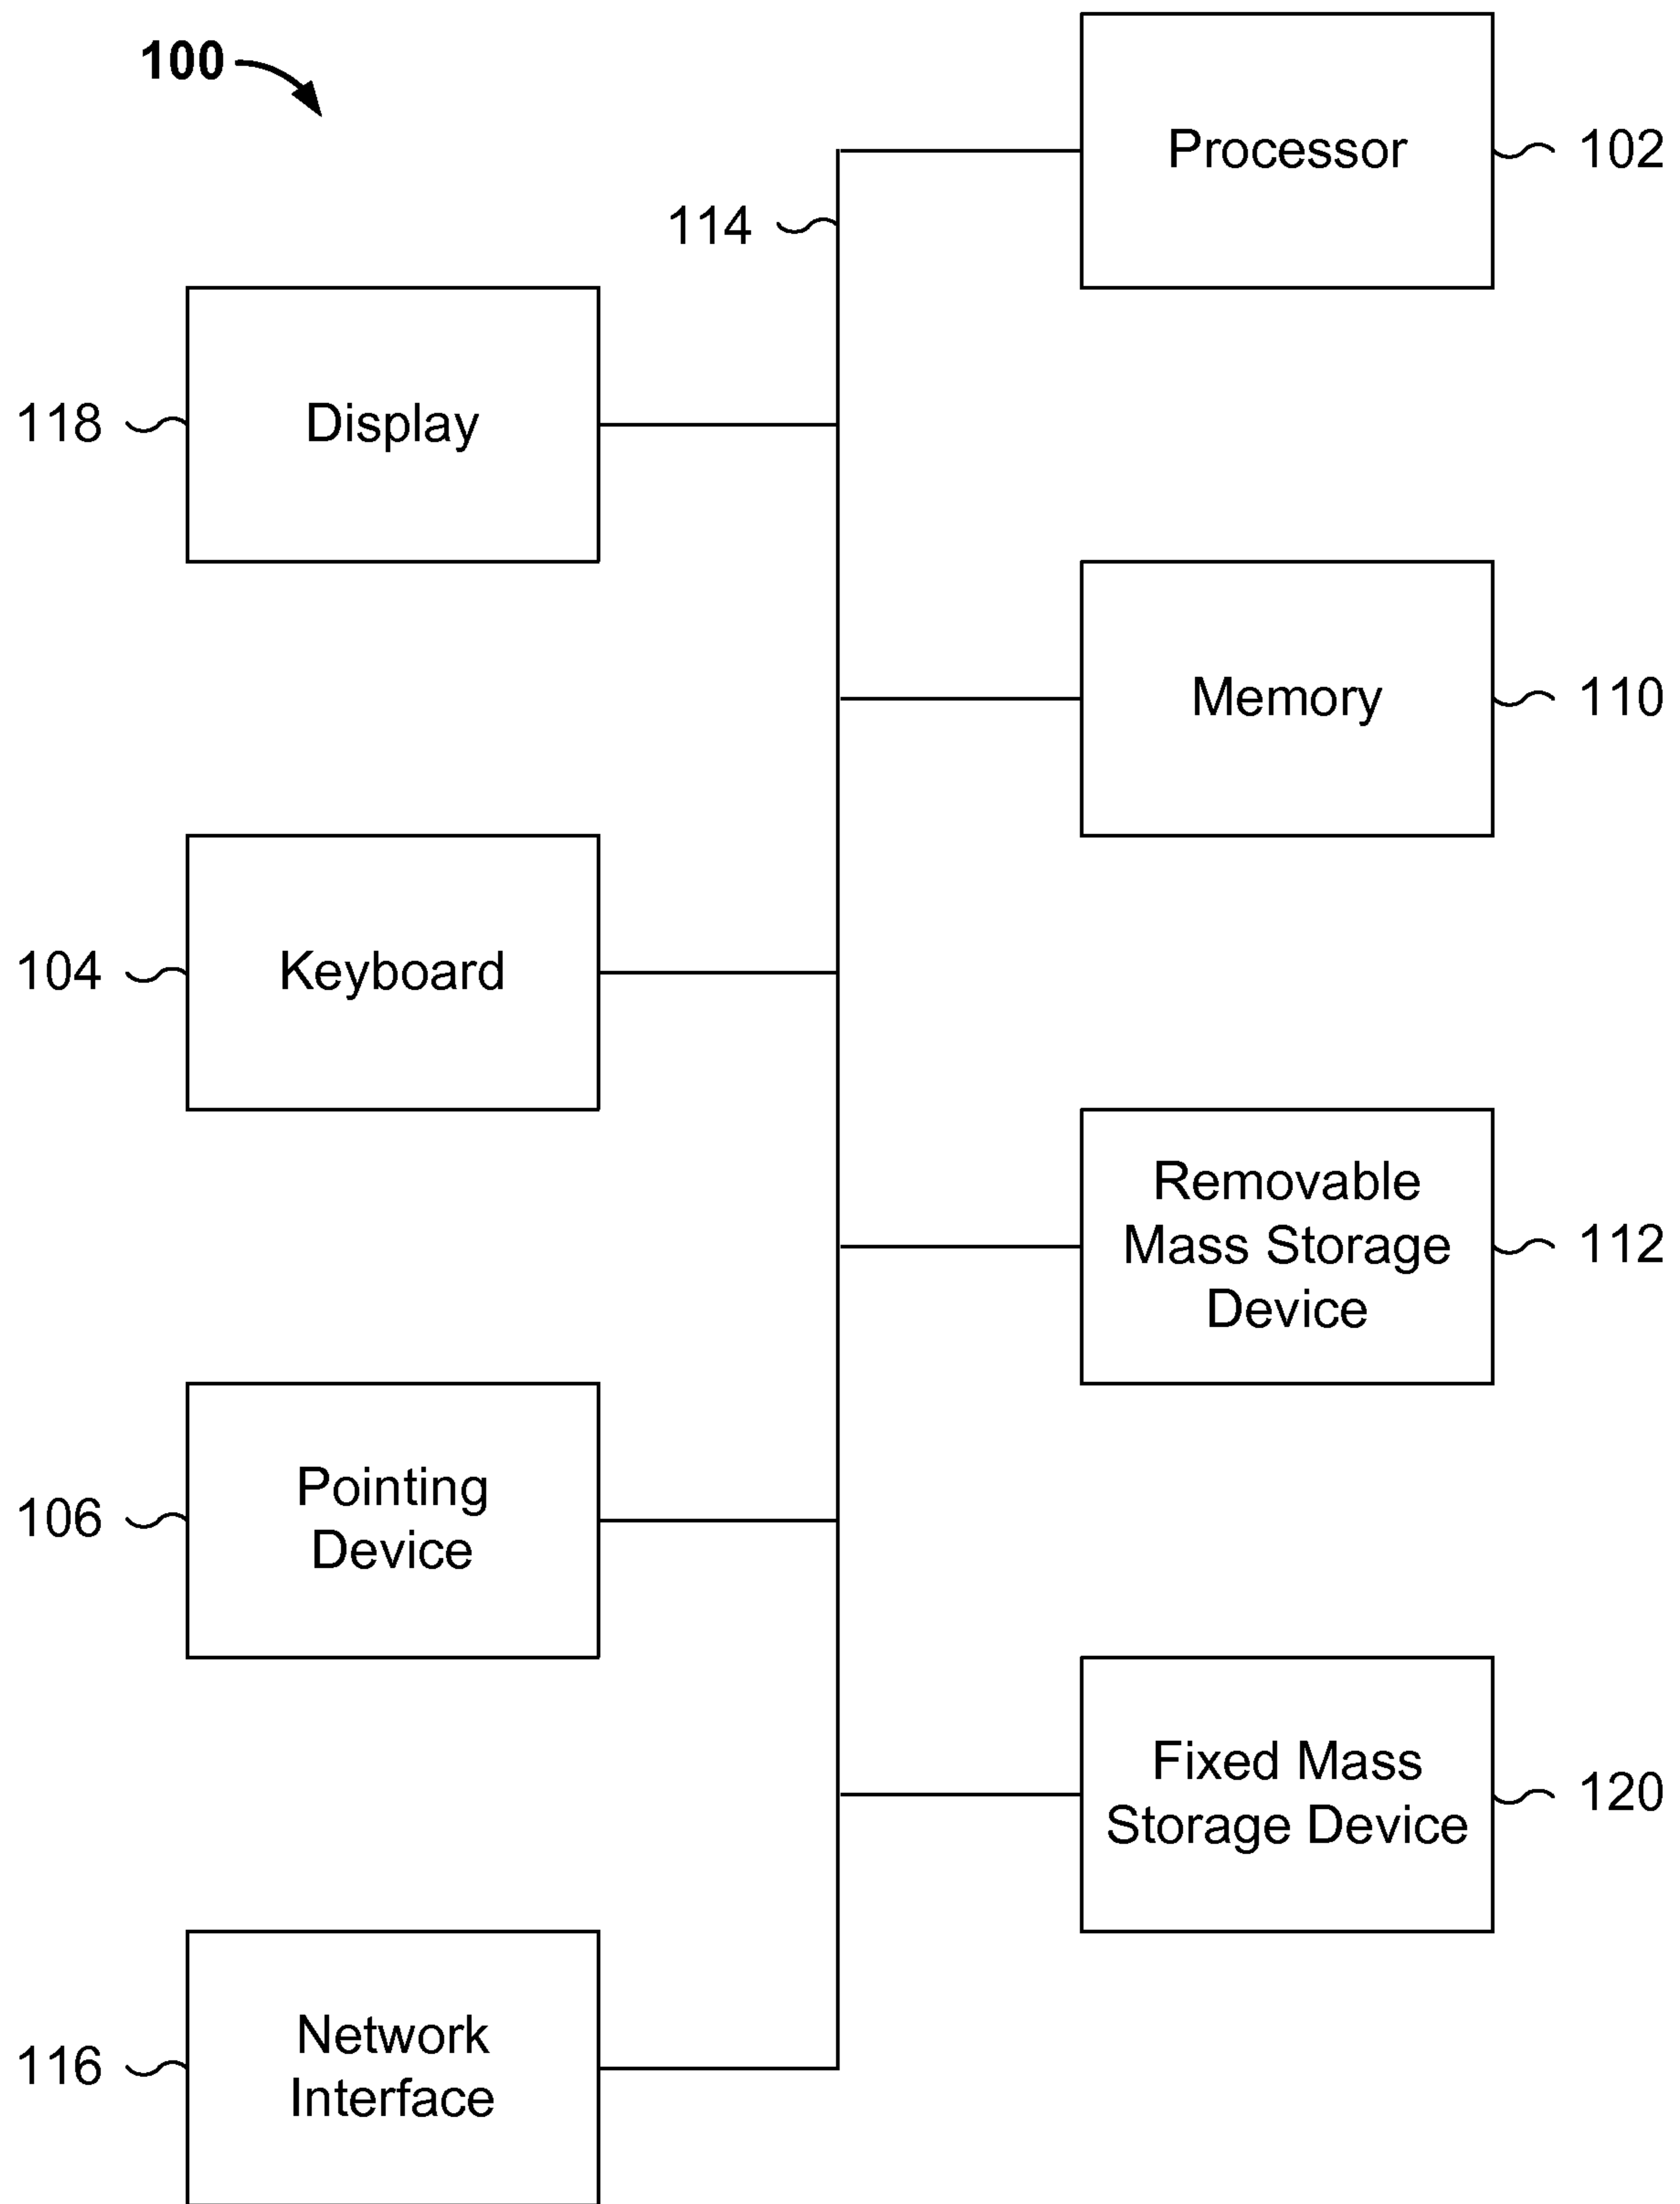 100
Processor
102
114
118
Display
Memory
110
104
Keyboard
Removable
Mass Storage
Device
112
106
Pointing
Device
Fixed Mass
Storage Device
120
116
Network
Interface